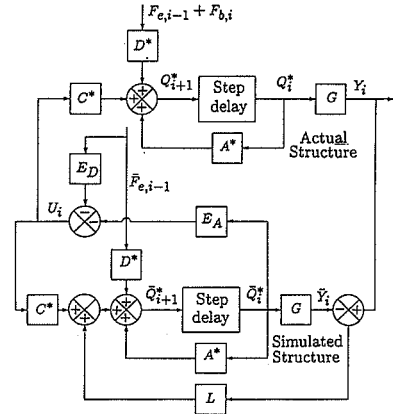 F_{e,i-1} + F_{b,i}
D*
Q*_{i+1}
Q*_i
Y_i
C*
+ + +
Step delay
G
A*
Actual Structure
E_D
F̄_{e,i-1}
U_i
− −
E_A
D*
Q̄*_{i+1}
Q̄*_i
Ȳ_i
C*
+ +
+ − +
Step delay
G
− +
Simulated Structure
A*
L